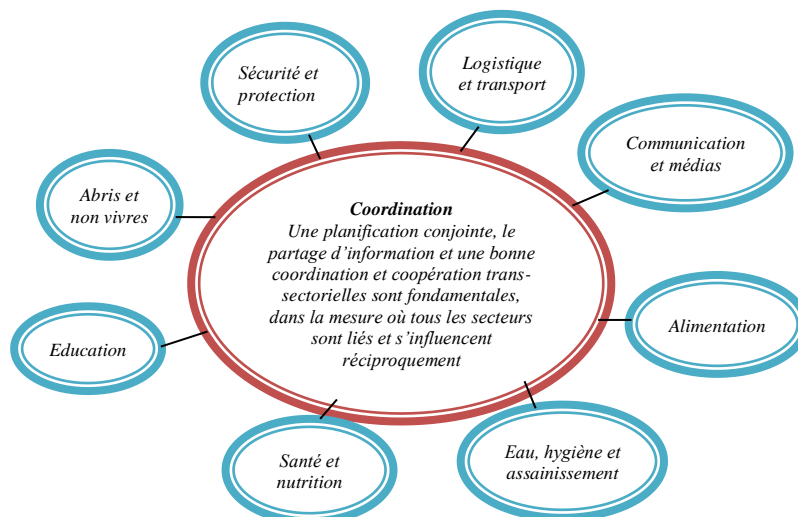 Sécurité et
protection
Logistique
et transport
Communication
et médias
Abris et
non vivres
Coordination
Une planification conjointe, le
partage d'information et une bonne
coordination et coopération trans-
sectorielles sont fondamentales,
dans la mesure où tous les secteurs
sont liés et s'influencent
réciproquement
Alimentation
Education
Eau, hygiène et
assainissement
Santé et
nutrition